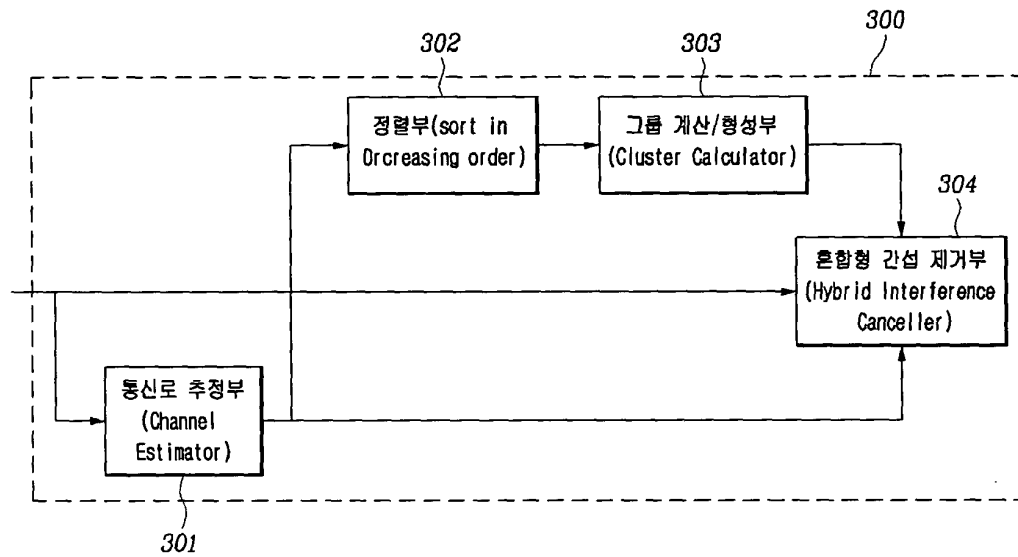 300
302
303
정렬부(sort in
Orcreasing order)
그룹 계산/형성부
(Cluster Calculator)
304
혼합형 간섭 제거부
(Hybrid Interference
Canceller)
통신로 추정부
(Channel
Estimator)
301